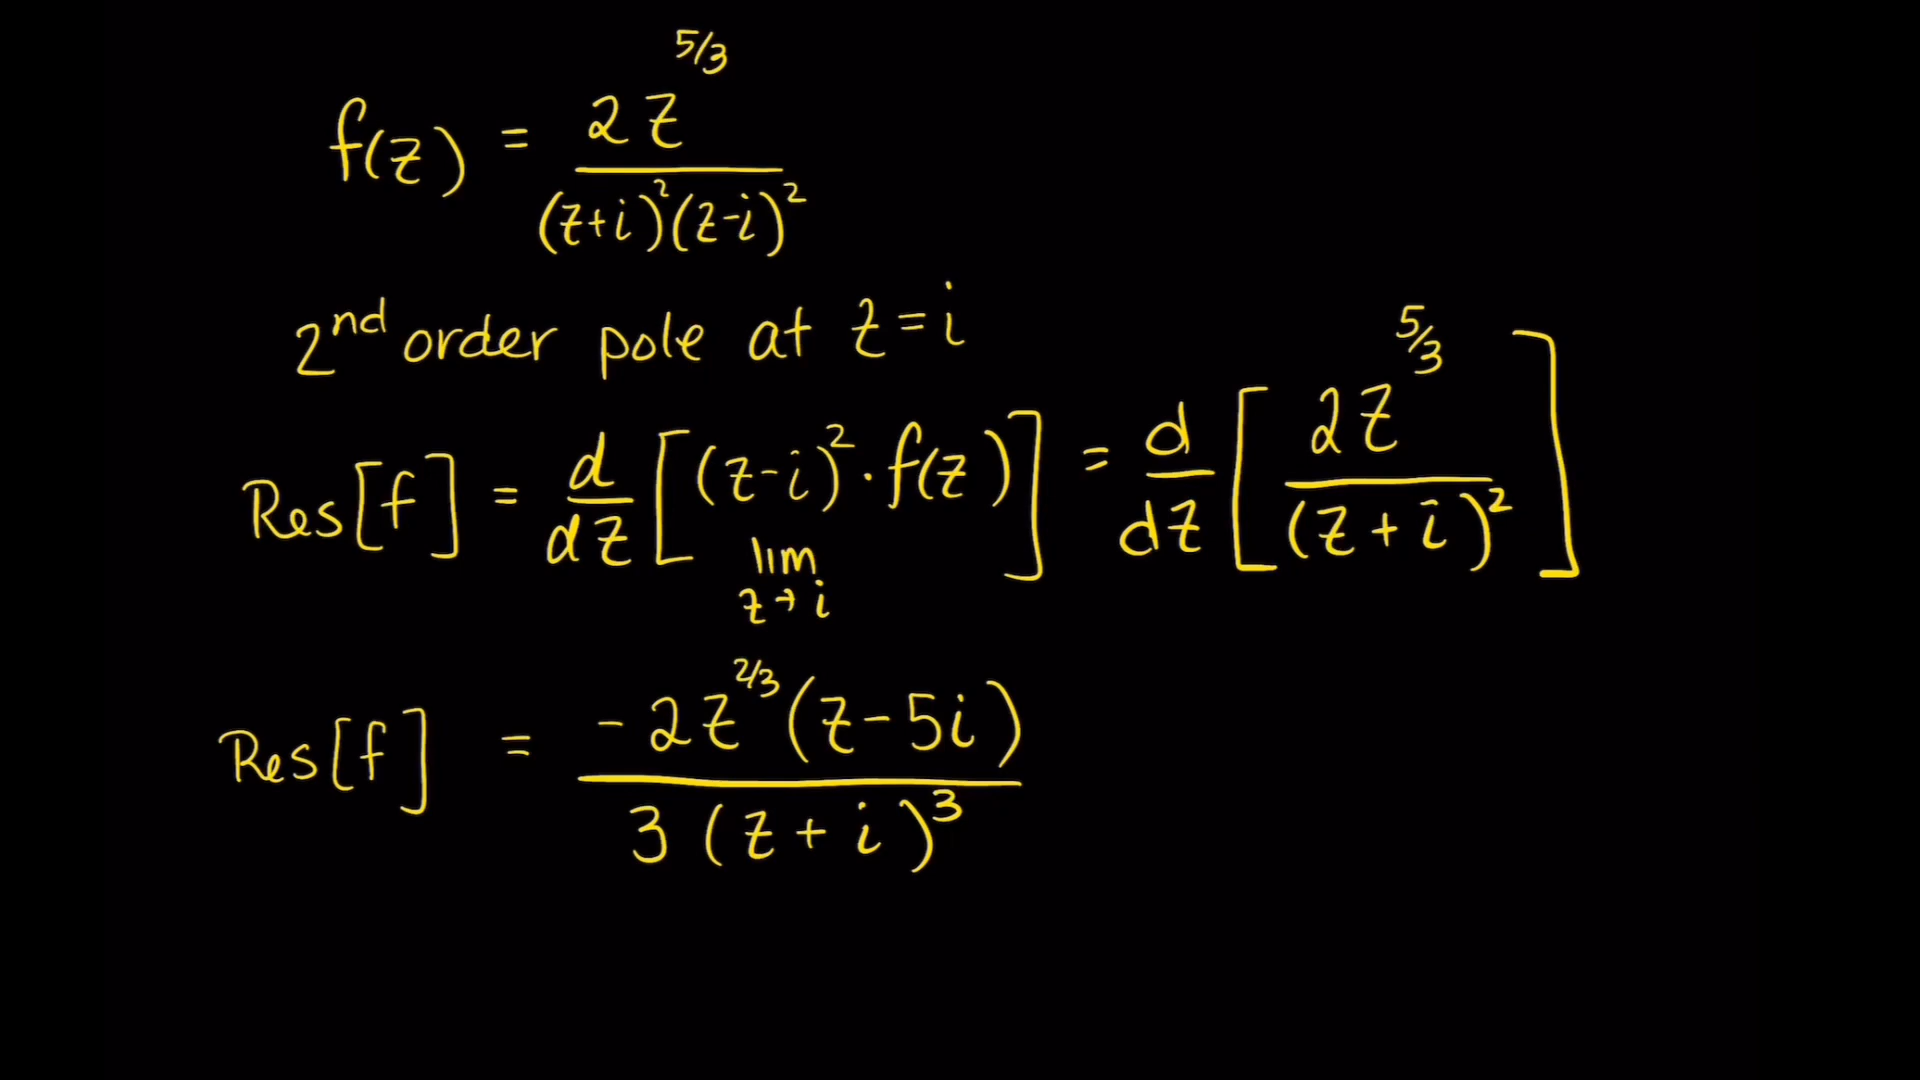 f(z) = 2z^{5/3} / (z+i)^2(z-i)^2
2nd order pole at z=i
Res[f] = d/dz [(z-i)^2 · f(z)] = d/dz [2z^{5/3} / (z+i)^2]
lim z→i
Res[f] = -2z^{2/3}(z-5i) / 3(z+i)^3